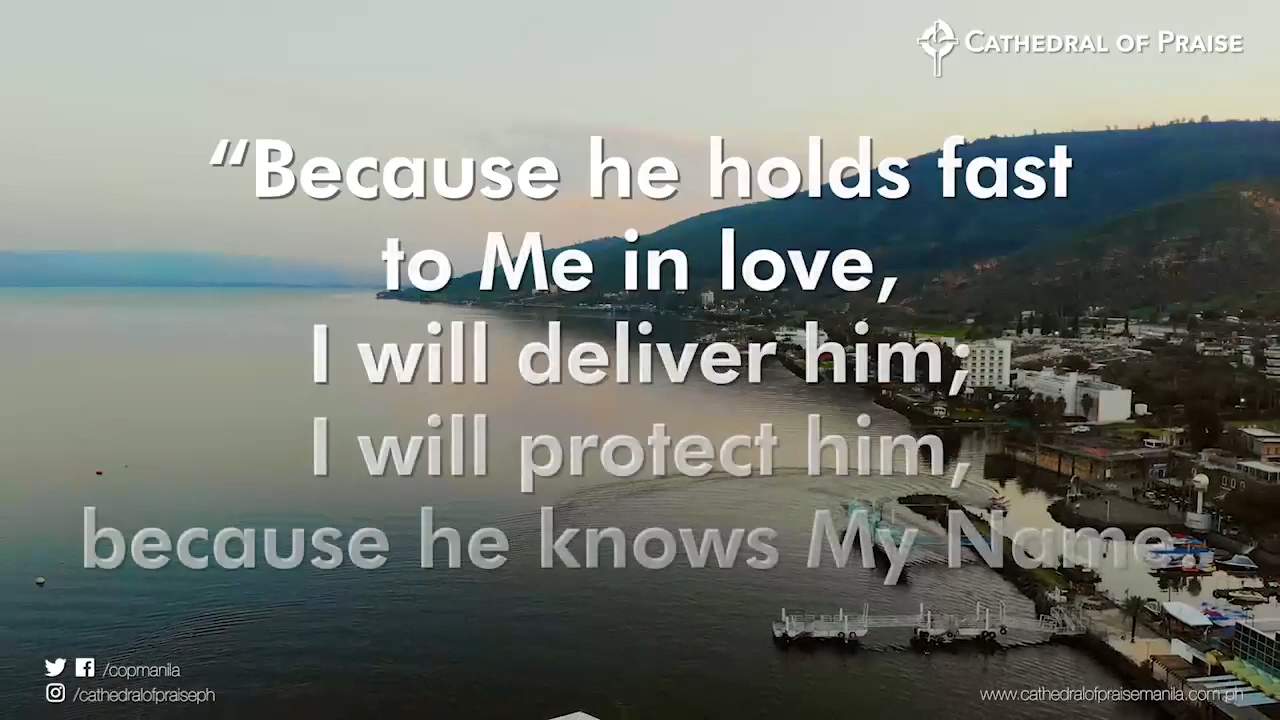 CATHEDRAL OF PRAISE
“Because he holds fast
to Me in love,
I will deliver him;
I will protect him,
because he knows My Name.
/copmanila
/cathedralofpraiseph
www.cathedralofpraisemanila.com.ph